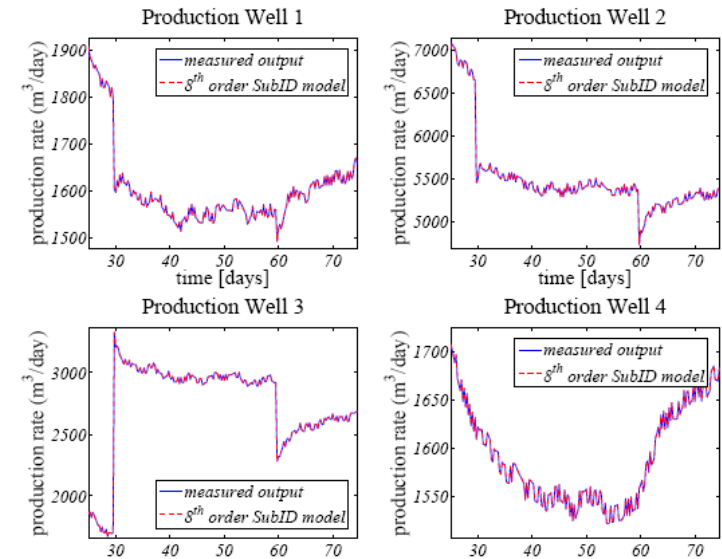 Production Well 1
production rate (m³/day)
1900
1800
1700
1600
1500
measured output
8ᵗʰ order SubID model
30 40 50 60 70
time [days]
Production Well 2
production rate (m³/day)
7000
6500
6000
5500
5000
measured output
8ᵗʰ order SubID model
30 40 50 60 70
time [days]
Production Well 3
production rate (m³/day)
3000
2500
2000
measured output
8ᵗʰ order SubID model
30 40 50 60 70
Production Well 4
production rate (m³/day)
1700
1650
1600
1550
measured output
8ᵗʰ order SubID model
30 40 50 60 70